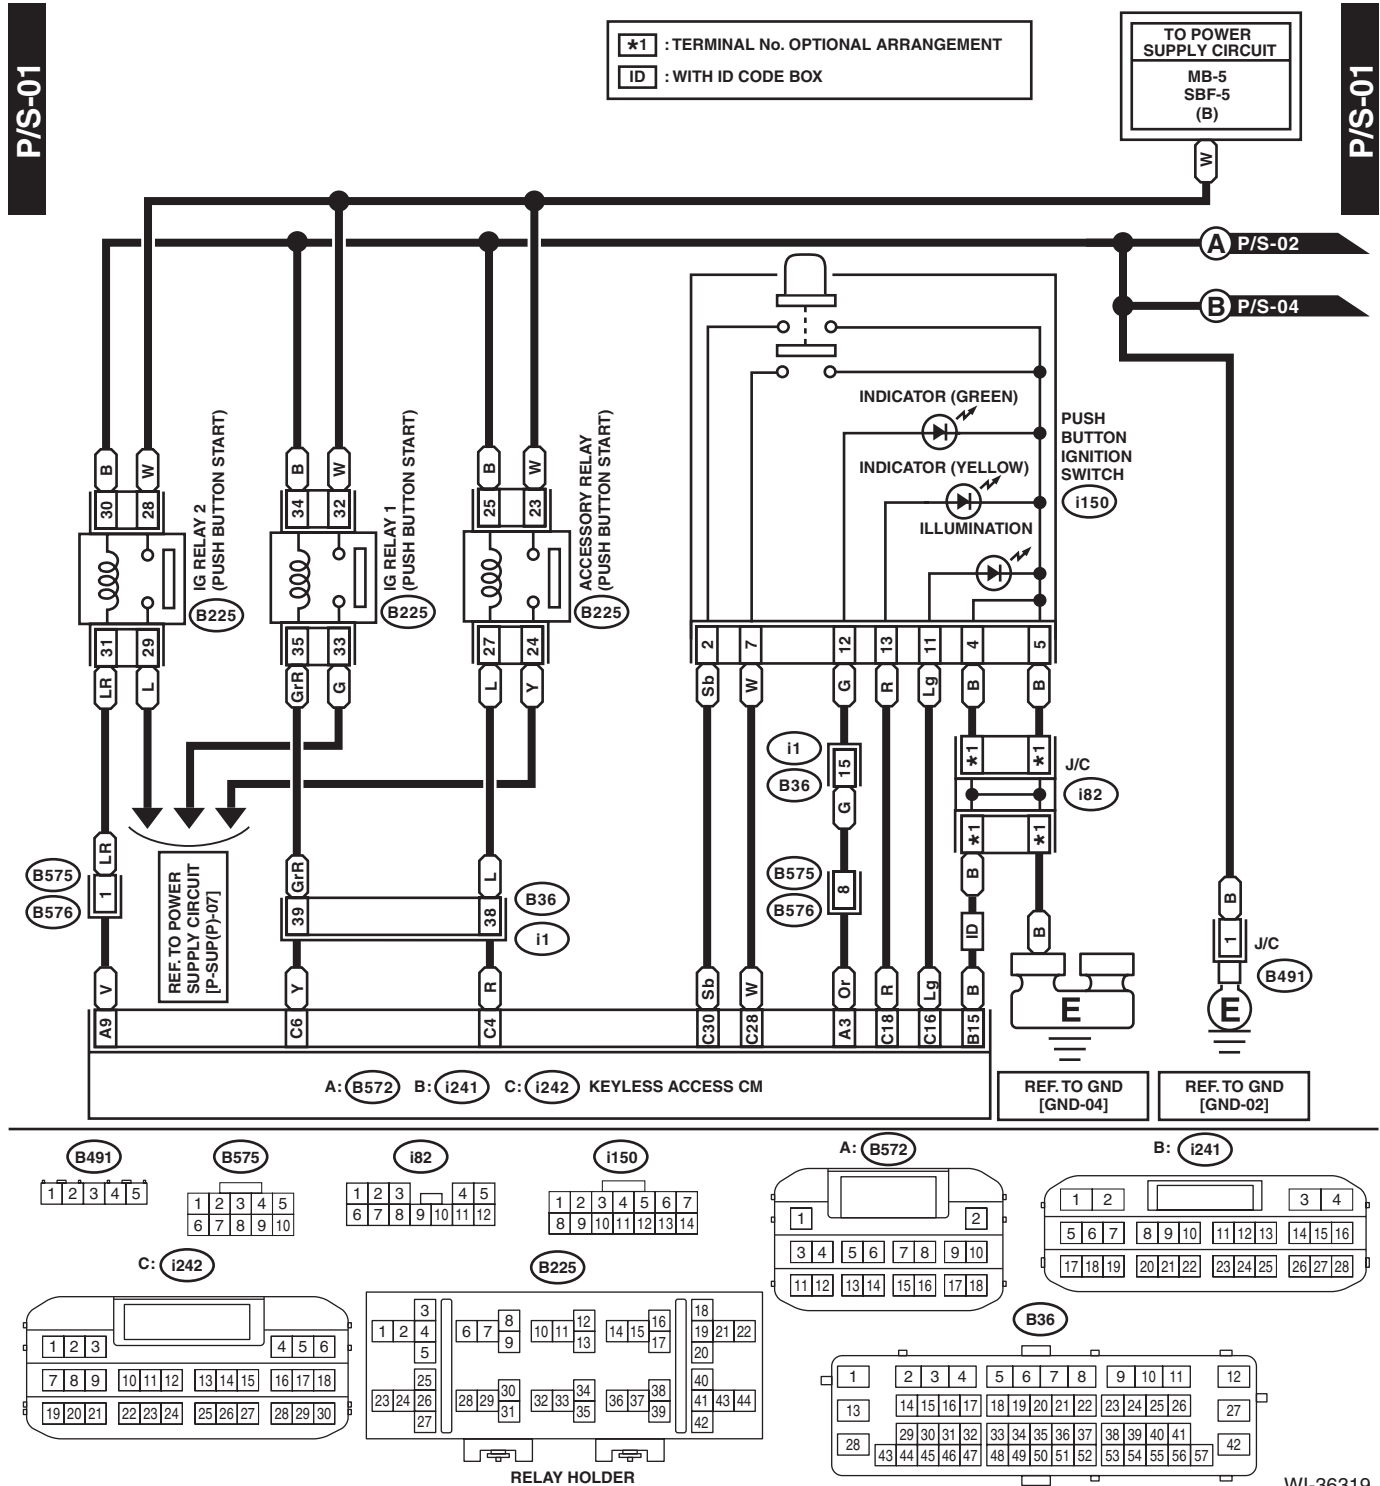 P/S-01
P/S-01
*1 : TERMINAL No. OPTIONAL ARRANGEMENT
ID : WITH ID CODE BOX
TO POWER
SUPPLY CIRCUIT
MB-5
SBF-5
(B)
W
A P/S-02
B P/S-04
INDICATOR (GREEN)
INDICATOR (YELLOW)
ILLUMINATION
PUSH
BUTTON
IGNITION
SWITCH
i150
B W
30 28
IG RELAY 2
(PUSH BUTTON START)
B225
31 29
LR L
B W
34 32
IG RELAY 1
(PUSH BUTTON START)
B225
35 33
GrR G
B W
25 23
ACCESSORY RELAY
(PUSH BUTTON START)
B225
27 24
L Y
2 7 12 13 11 4 5
Sb W G R Lg B B
i1
B36
15
G
*1 *1
J/C
i82
*1 *1
LR
B575
B576
1
REF. TO POWER
SUPPLY CIRCUIT
[P-SUP(P)-07]
GrR L
39 38
B36
i1
B575
B576
8
B
ID
B
B
1
J/C
B491
V Y R Sb W Or R Lg B
A9 C6 C4 C30 C28 A3 C18 C16 B15
E
E
A: B572 B: i241 C: i242 KEYLESS ACCESS CM
REF. TO GND
[GND-04]
REF. TO GND
[GND-02]
B491
1 2 3 4 5
B575
1 2 3 4 5
6 7 8 9 10
i82
1 2 3 4 5
6 7 8 9 10 11 12
i150
1 2 3 4 5 6 7
8 9 10 11 12 13 14
A: B572
1 2
3 4 5 6 7 8 9 10
11 12 13 14 15 16 17 18
B: i241
1 2 3 4
5 6 7 8 9 10 11 12 13 14 15 16
17 18 19 20 21 22 23 24 25 26 27 28
C: i242
1 2 3 4 5 6
7 8 9 10 11 12 13 14 15 16 17 18
19 20 21 22 23 24 25 26 27 28 29 30
B225
3 8 12 16 18
1 2 4 6 7 10 11 14 15 19 21 22
5 9 13 17 20
25 30 34 38 40
23 24 26 28 29 32 33 36 37 41 43 44
27 31 35 39 42
RELAY HOLDER
B36
1 2 3 4 5 6 7 8 9 10 11 12
13 14 15 16 17 18 19 20 21 22 23 24 25 26 27
28 29 30 31 32 33 34 35 36 37 38 39 40 41 42
43 44 45 46 47 48 49 50 51 52 53 54 55 56 57
WI-36319